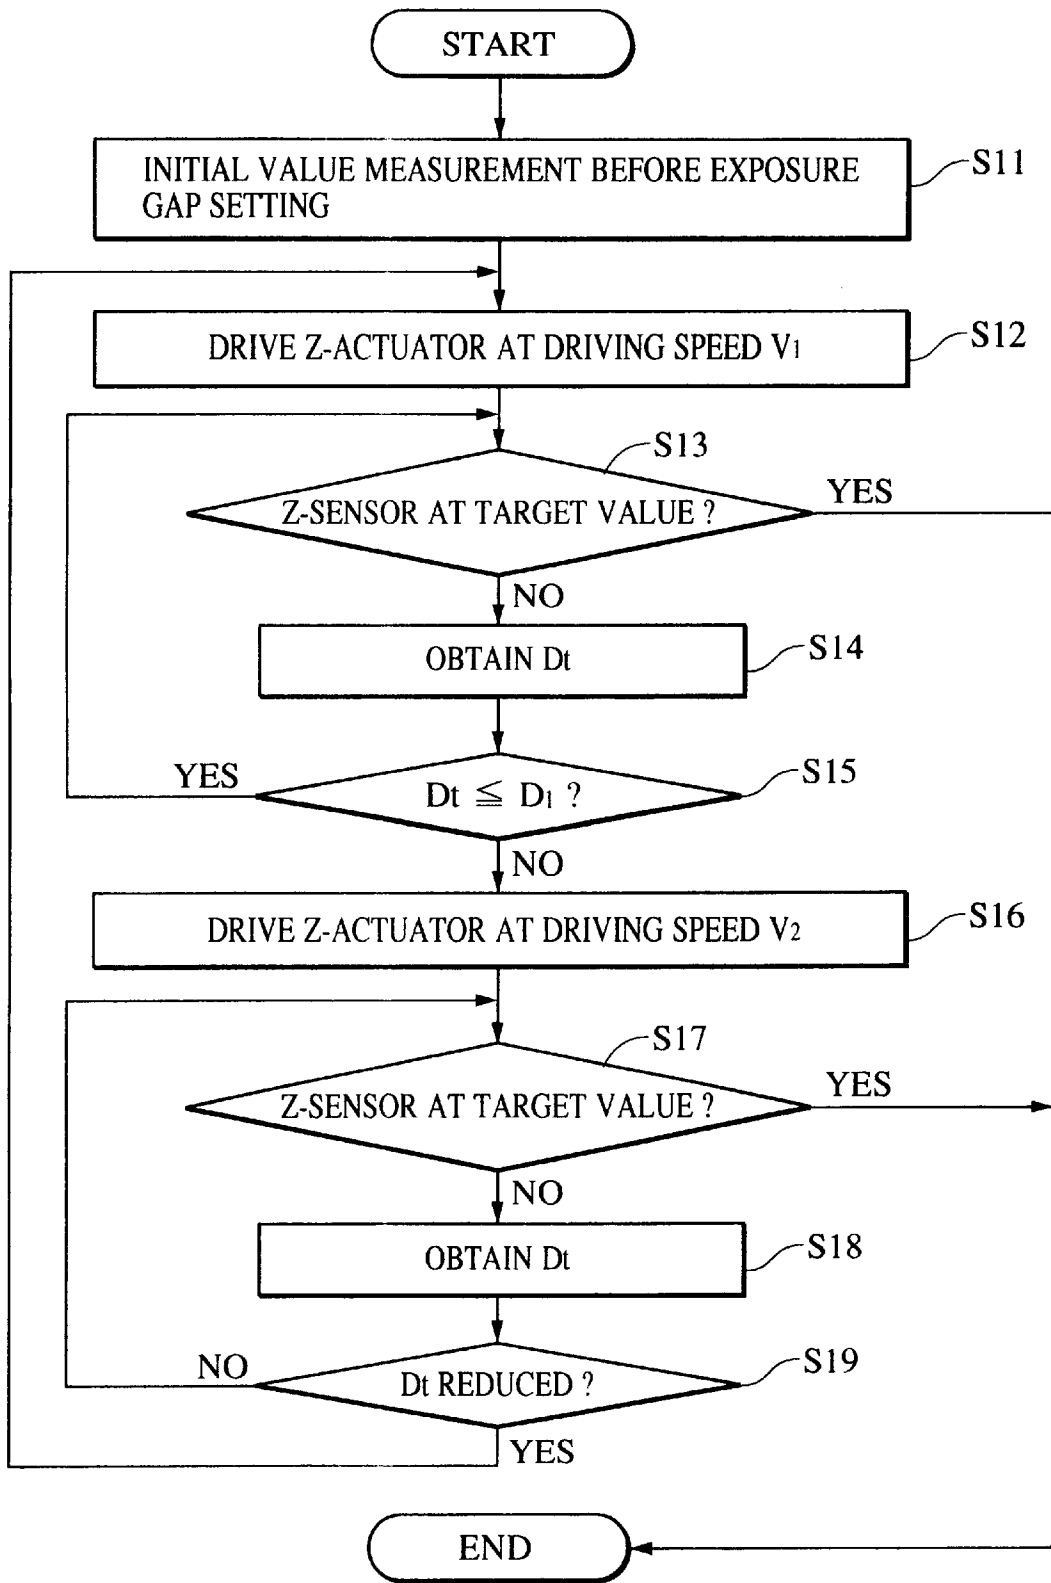 START
INITIAL VALUE MEASUREMENT BEFORE EXPOSURE
GAP SETTING
S11
DRIVE Z-ACTUATOR AT DRIVING SPEED V1
S12
S13
Z-SENSOR AT TARGET VALUE ?
YES
NO
OBTAIN Dt
S14
YES
Dt ≦ D1 ?
S15
NO
DRIVE Z-ACTUATOR AT DRIVING SPEED V2
S16
S17
Z-SENSOR AT TARGET VALUE ?
YES
NO
OBTAIN Dt
S18
NO
Dt REDUCED ?
S19
YES
END